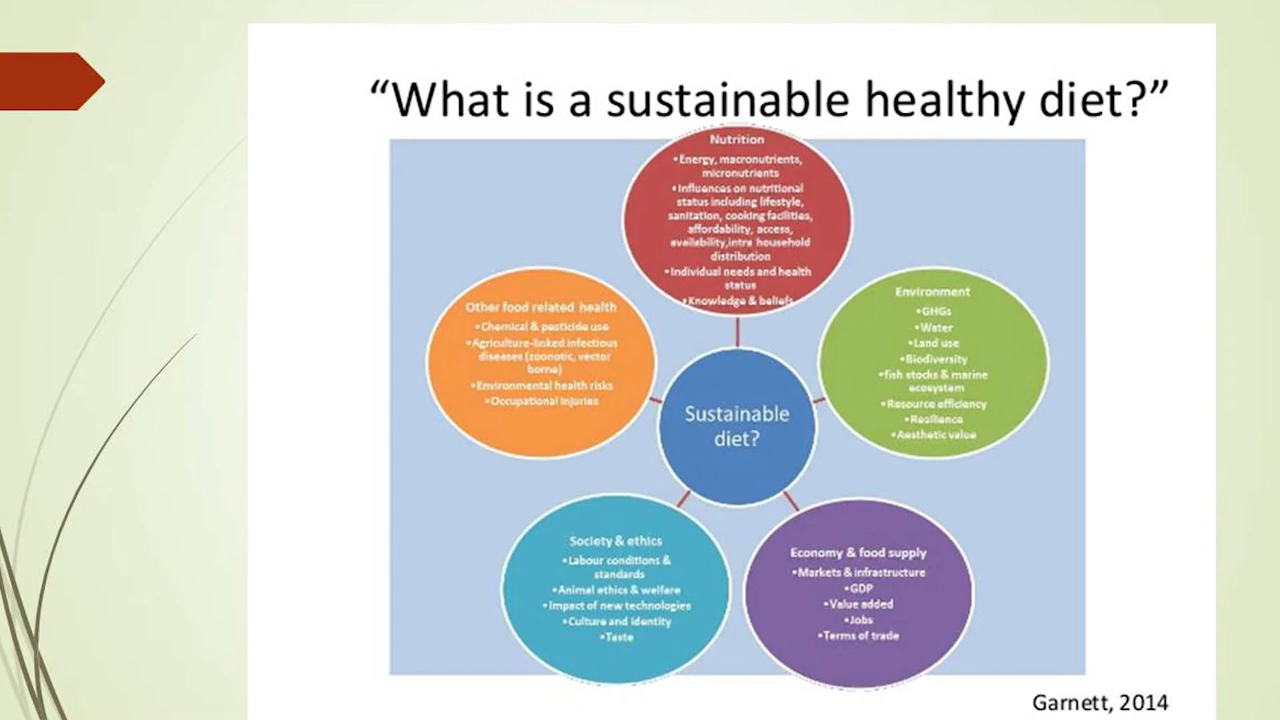 “What is a sustainable healthy diet?”
Nutrition
•Energy, macronutrients,
micronutrients
•Influences on nutritional
status including lifestyle,
sanitation, cooking facilities,
affordability, access,
availability,intra household
distribution
•Individual needs and health
status
•Knowledge & beliefs
Environment
•GHGs
•Water
•Land use
•Biodiversity
•fish stocks & marine
ecosystem
•Resource efficiency
•Resilience
•Aesthetic value
Other food related health
•Chemical & pesticide use
•Agriculture-linked infectious
diseases (zoonotic, vector
borne)
•Environmental health risks
•Occupational injuries
Sustainable
diet?
Society & ethics
•Labour conditions &
standards
•Animal ethics & welfare
•Impact of new technologies
•Culture and identity
•Taste
Economy & food supply
•Markets & infrastructure
•GDP
•Value added
•Jobs
•Terms of trade
Garnett, 2014